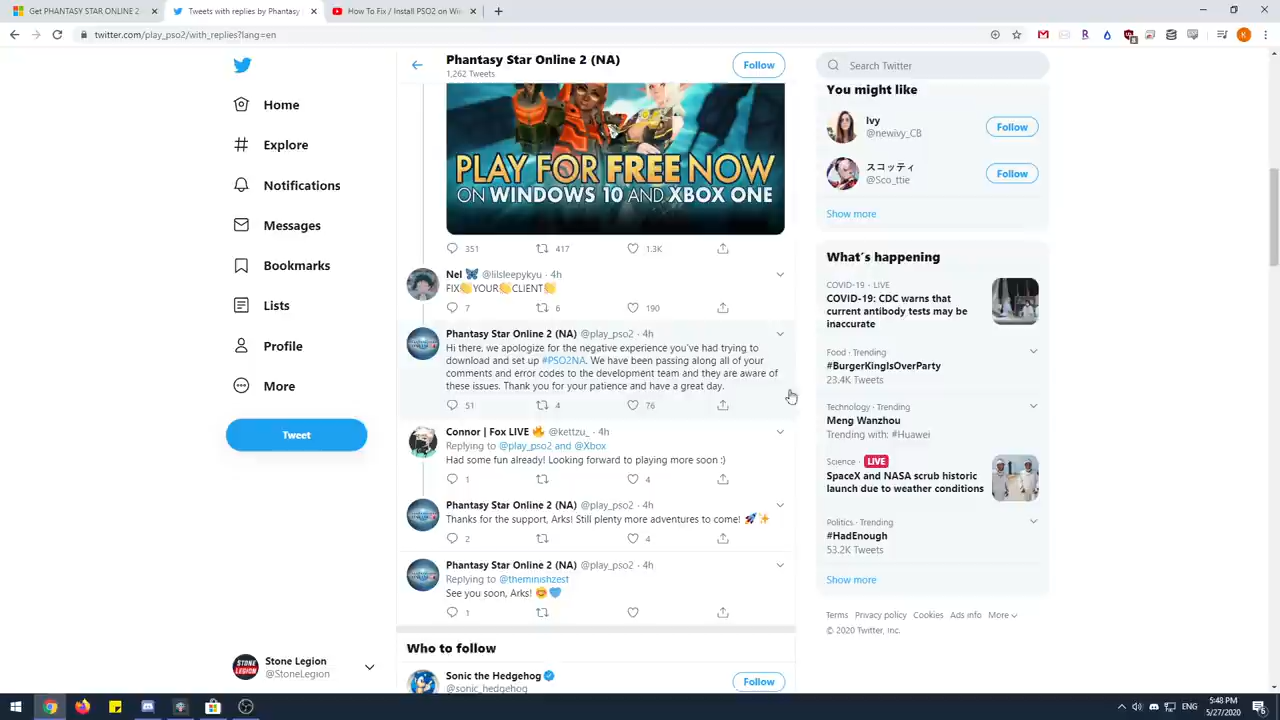 Get PHANTASY STAR ONLINE 2
Tweets with replies by Phantasy
How To Fix / Install PSO2 on Wi
twitter.com/play_pso2/with_replies?lang=en
Home
Explore
Notifications
Messages
Bookmarks
Lists
Profile
More
Tweet
Stone Legion
@StoneLegion
Phantasy Star Online 2 (NA)
1,262 Tweets
Follow
PLAY FOR FREE NOW
ON WINDOWS 10 AND XBOX ONE
351 417 1.3K
Nel @lilsleepykyu · 4h
FIX👏YOUR👏CLIENT👏
7 6 190
Phantasy Star Online 2 (NA) @play_pso2 · 4h
Hi there, we apologize for the negative experience you've had trying to
download and set up #PSO2NA. We have been passing along all of your
comments and error codes to the development team and they are aware of
these issues. Thank you for your patience and have a great day.
51 4 76
Connor | Fox LIVE 🔥 @kettzu_ · 4h
Replying to @play_pso2 and @Xbox
Had some fun already! Looking forward to playing more soon :)
1 4
Phantasy Star Online 2 (NA) @play_pso2 · 4h
Thanks for the support, Arks! Still plenty more adventures to come! 🚀✨
2 4
Phantasy Star Online 2 (NA) @play_pso2 · 4h
Replying to @theminishzest
See you soon, Arks! 😊💙
1
Who to follow
Sonic the Hedgehog
@sonic_hedgehog
Follow
Search Twitter
You might like
Ivy
@newivy_CB
Follow
スコッティ
@Sco_ttie
Follow
Show more
What's happening
COVID-19 · LIVE
COVID-19: CDC warns that
current antibody tests may be
inaccurate
Food · Trending
#BurgerKingIsOverParty
23.4K Tweets
Technology · Trending
Meng Wanzhou
Trending with: #Huawei
Science · LIVE
SpaceX and NASA scrub historic
launch due to weather conditions
Politics · Trending
#HadEnough
53.2K Tweets
Show more
Terms Privacy policy Cookies Ads info More
© 2020 Twitter, Inc.
ENG
5:48 PM
5/27/2020